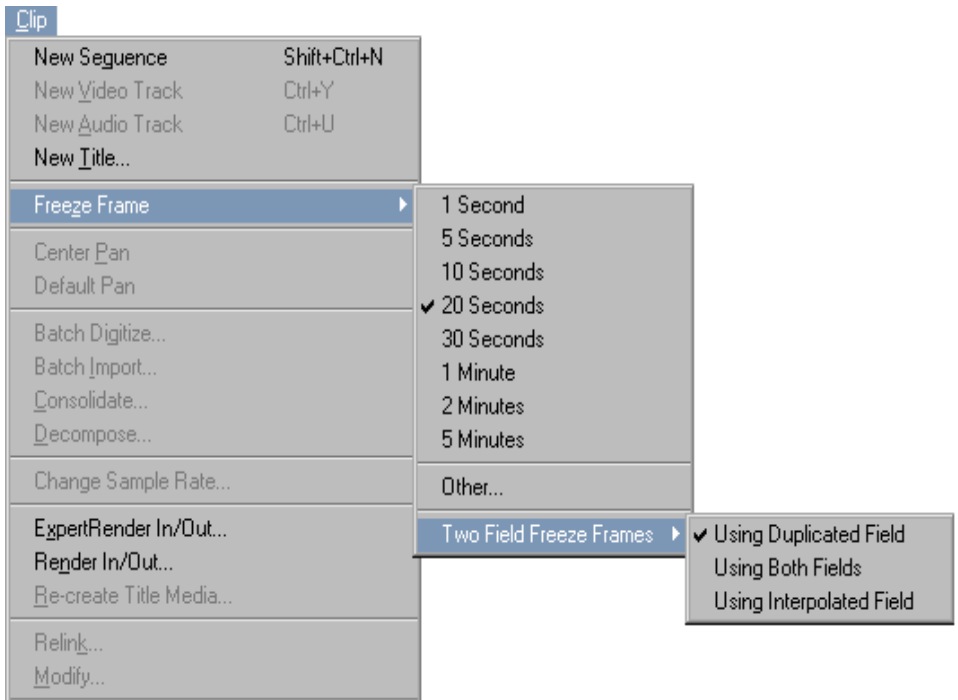 Clip
New Seguence Shift+Ctrl+N
New Video Track Ctrl+Y
New Audio Track Ctrl+U
New Title...
Freeze Frame
Center Pan
Default Pan
Batch Digitize...
Batch Import...
Consolidate...
Decompose...
Change Sample Rate...
ExpertRender In/Out...
Render In/Out...
Re-create Title Media...
Relink...
Modify...
1 Second
5 Seconds
10 Seconds
20 Seconds
30 Seconds
1 Minute
2 Minutes
5 Minutes
Other...
Two Field Freeze Frames
Using Duplicated Field
Using Both Fields
Using Interpolated Field